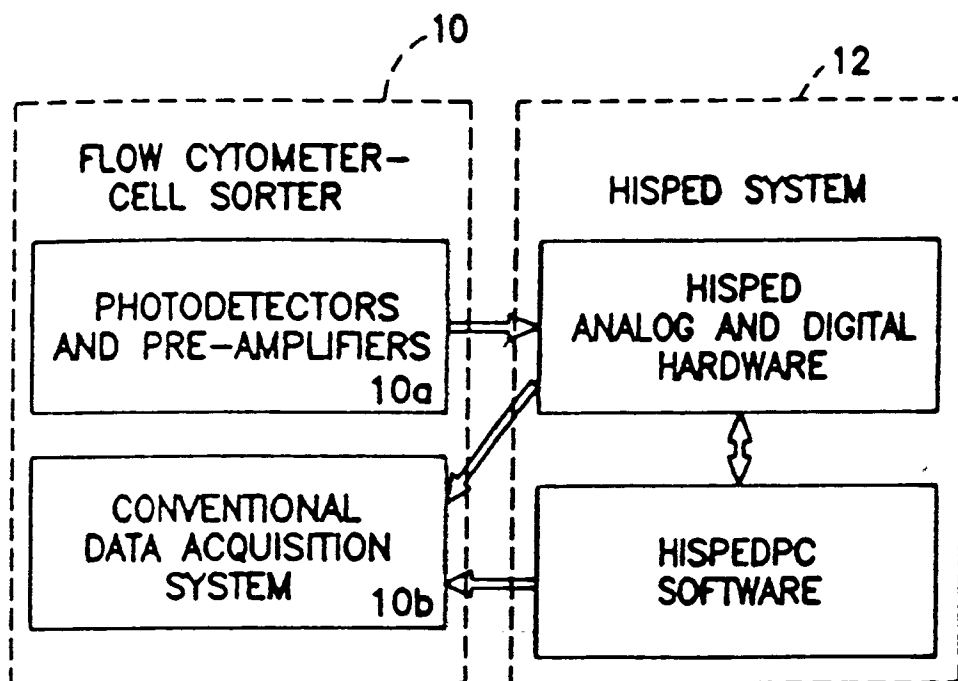 10
12
FLOW CYTOMETER-
CELL SORTER
PHOTODETECTORS
AND PRE-AMPLIFIERS
10a
CONVENTIONAL
DATA ACQUISITION
SYSTEM
10b
HISPED SYSTEM
HISPED
ANALOG AND DIGITAL
HARDWARE
HISPEDPC
SOFTWARE